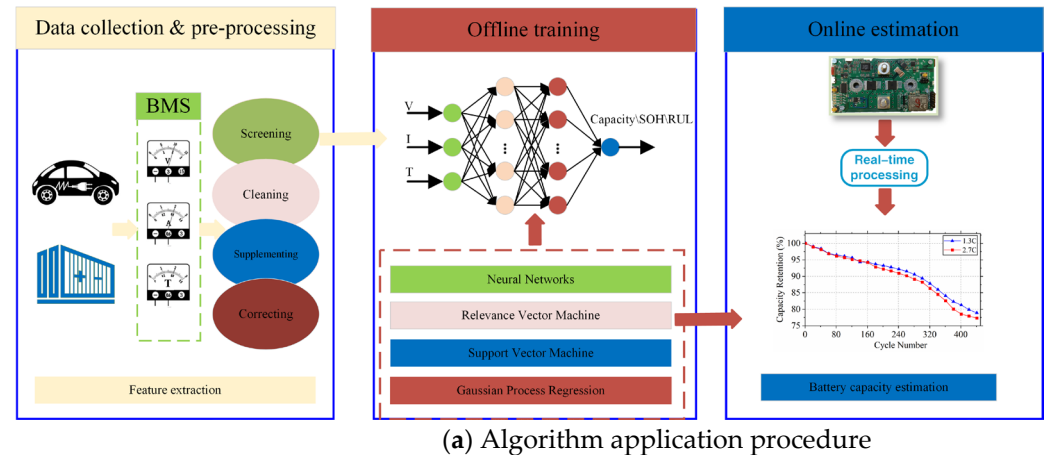 Data collection & pre-processing
BMS
V
A
T
Screening
Cleaning
Supplementing
Correcting
Feature extraction
Offline training
V
I
T
Capacity\SOH\RUL
Neural Networks
Relevance Vector Machine
Support Vector Machine
Gaussian Process Regression
Online estimation
Real-time
processing
Capacity Retention (%)
100
95
90
85
80
75
0 80 160 240 320 400
Cycle Number
1.3C
2.7C
Battery capacity estimation
(a) Algorithm application procedure